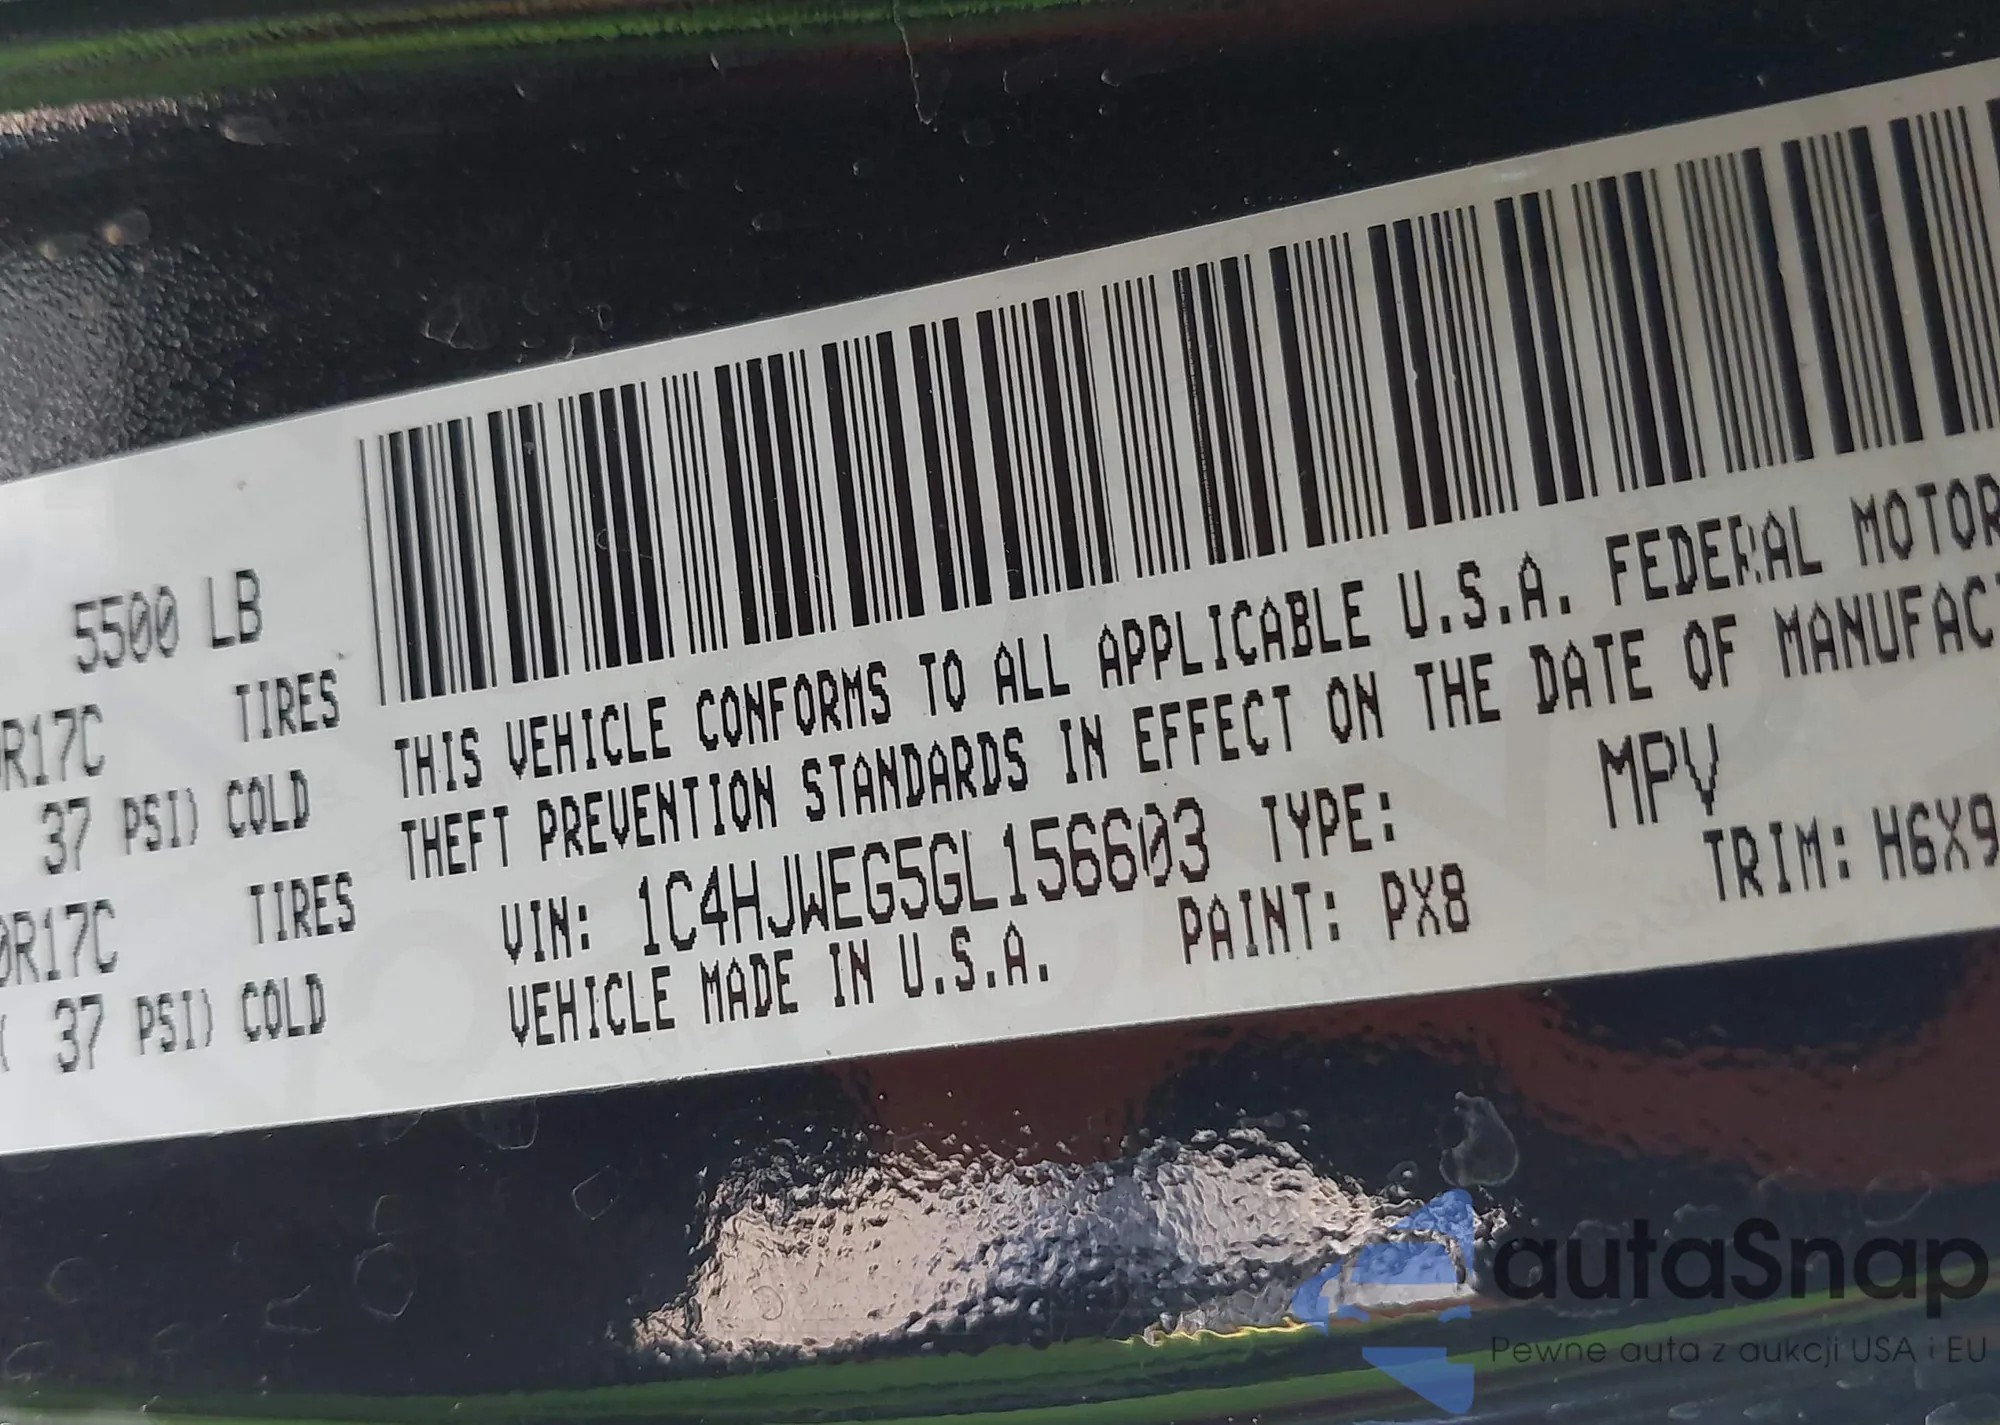 5500 LB
R17C TIRES
37 PSI) COLD
0R17C TIRES
( 37 PSI) COLD
THIS VEHICLE CONFORMS TO ALL APPLICABLE U.S.A. FEDERAL MOTOR
THEFT PREVENTION STANDARDS IN EFFECT ON THE DATE OF MANUFAC
VIN: 1C4HJWEG5GL156603 TYPE: MPV
VEHICLE MADE IN U.S.A. PAINT: PX8 TRIM: H6X9
autaSnap
Pewne auta z aukcji USA i EU